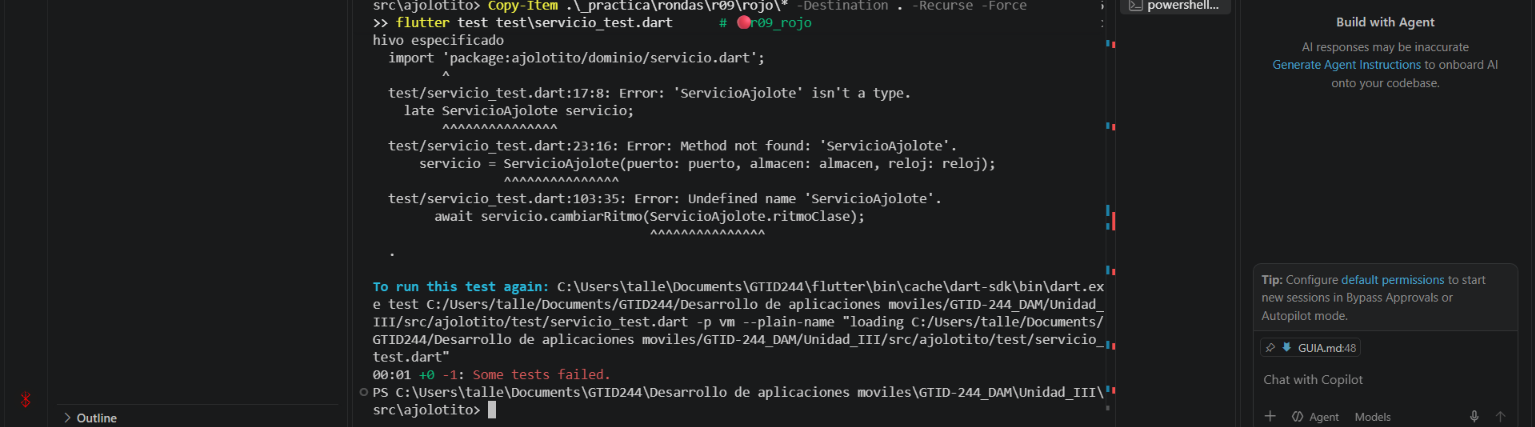 src\ajolotito> Copy-Item .\_practica\rondas\r09\rojo\* -Destination . -Recurse -Force
>> flutter test test\servicio_test.dart      # 🔴r09_rojo
hivo especificado
  import 'package:ajolotito/dominio/servicio.dart';
         ^
  test/servicio_test.dart:17:8: Error: 'ServicioAjolote' isn't a type.
    late ServicioAjolote servicio;
         ^^^^^^^^^^^^^^^
  test/servicio_test.dart:23:16: Error: Method not found: 'ServicioAjolote'.
      servicio = ServicioAjolote(puerto: puerto, almacen: almacen, reloj: reloj);
                 ^^^^^^^^^^^^^^^
  test/servicio_test.dart:103:35: Error: Undefined name 'ServicioAjolote'.
        await servicio.cambiarRitmo(ServicioAjolote.ritmoClase);
                                    ^^^^^^^^^^^^^^^
  .
To run this test again: C:\Users\talle\Documents\GTID244\flutter\bin\cache\dart-sdk\bin\dart.ex
e test C:/Users/talle/Documents/GTID244/Desarrollo de aplicaciones moviles/GTID-244_DAM/Unidad_
III/src/ajolotito/test/servicio_test.dart -p vm --plain-name "loading C:/Users/talle/Documents/
GTID244/Desarrollo de aplicaciones moviles/GTID-244_DAM/Unidad_III/src/ajolotito/test/servicio_
test.dart"
00:01 +0 -1: Some tests failed.
PS C:\Users\talle\Documents\GTID244\Desarrollo de aplicaciones moviles\GTID-244_DAM\Unidad_III\
src\ajolotito>
Outline
powershell...
Build with Agent
AI responses may be inaccurate
Generate Agent Instructions to onboard AI
onto your codebase.
Tip: Configure default permissions to start
new sessions in Bypass Approvals or
Autopilot mode.
GUIA.md:48
Chat with Copilot
Agent Models